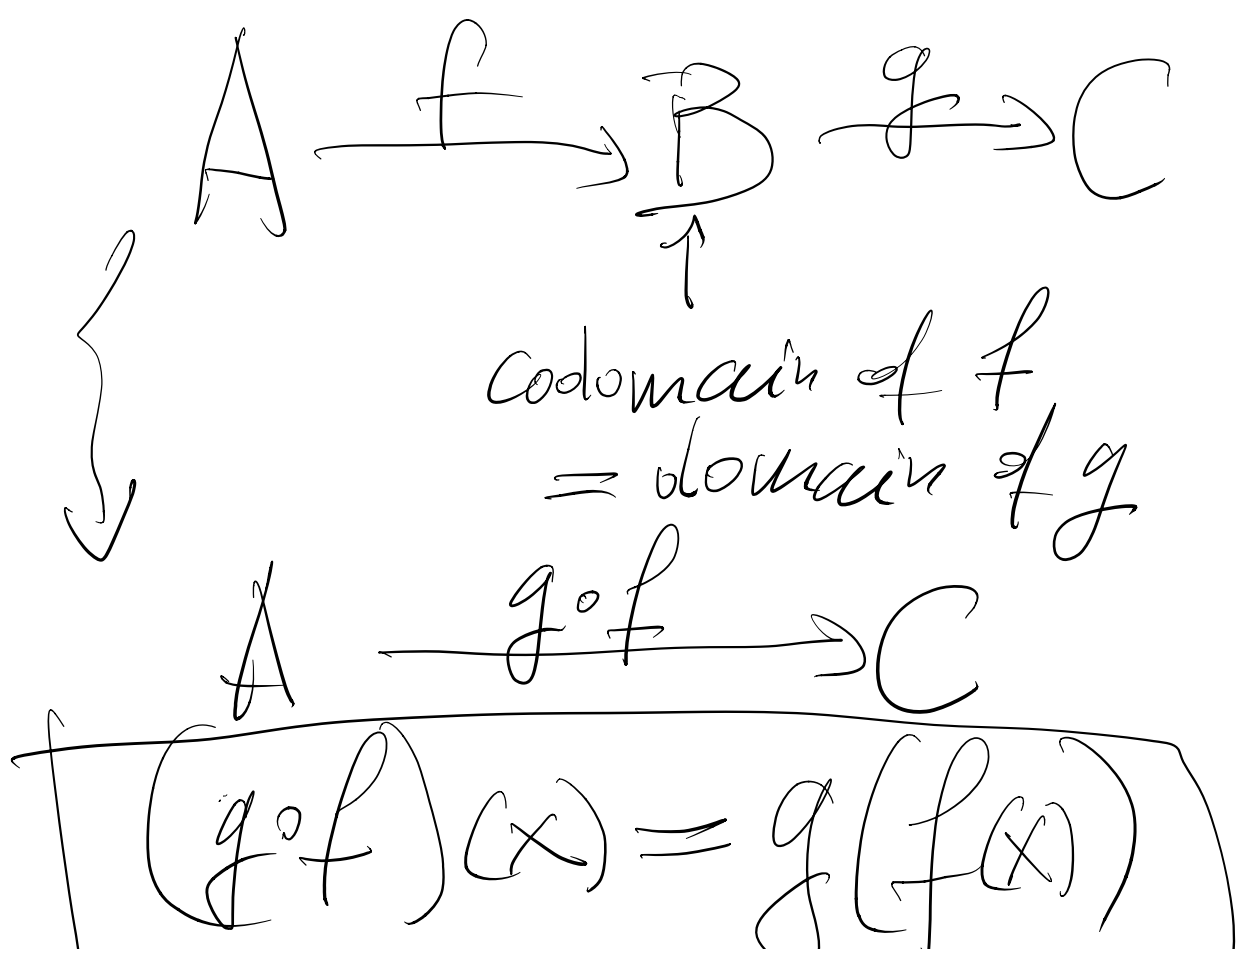 A f B g C
codomain of f
= domain of g
A g∘f C
(g∘f)(x) = g(f(x))